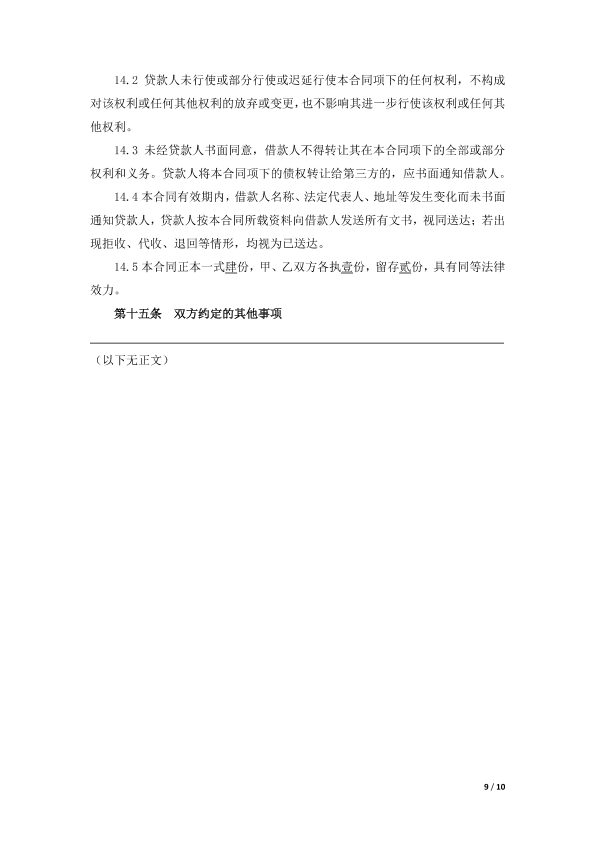 14.2 贷款人未行使或部分行使或迟延行使本合同项下的任何权利，不构成
对该权利或任何其他权利的放弃或变更，也不影响其进一步行使该权利或任何其
他权利。
14.3 未经贷款人书面同意，借款人不得转让其在本合同项下的全部或部分
权利和义务。贷款人将本合同项下的债权转让给第三方的，应书面通知借款人。
14.4本合同有效期内，借款人名称、法定代表人、地址等发生变化而未书面
通知贷款人，贷款人按本合同所载资料向借款人发送所有文书，视同送达；若出
现拒收、代收、退回等情形，均视为已送达。
14.5本合同正本一式肆份，甲、乙双方各执壹份，留存贰份，具有同等法律
效力。
第十五条 双方约定的其他事项
（以下无正文）
9 / 10